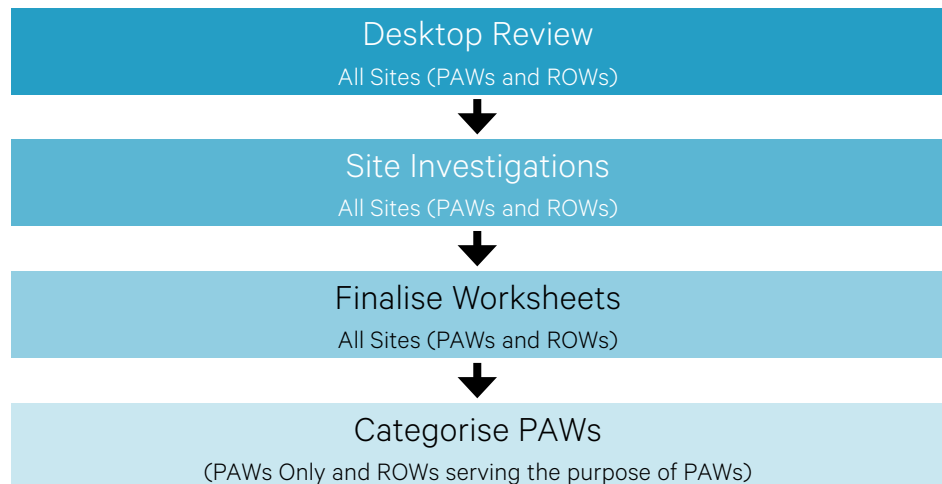 Desktop Review
All Sites (PAWs and ROWs)
Site Investigations
All Sites (PAWs and ROWs)
Finalise Worksheets
All Sites (PAWs and ROWs)
Categorise PAWs
(PAWs Only and ROWs serving the purpose of PAWs)